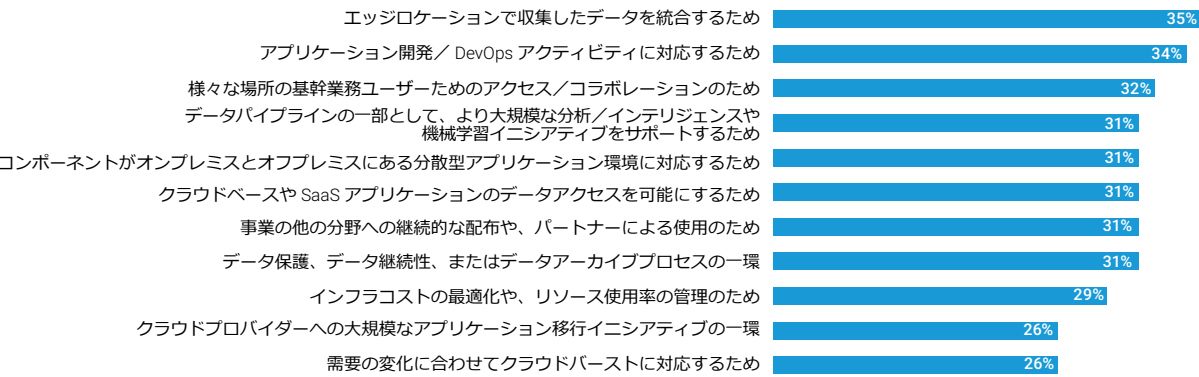 エッジロケーションで収集したデータを統合するため 35%
アプリケーション開発／ DevOps アクティビティに対応するため 34%
様々な場所の基幹業務ユーザーためのアクセス／コラボレーションのため 32%
データパイプラインの一部として、より大規模な分析／インテリジェンスや
機械学習イニシアティブをサポートするため 31%
コンポーネントがオンプレミスとオフプレミスにある分散型アプリケーション環境に対応するため 31%
クラウドベースや SaaS アプリケーションのデータアクセスを可能にするため 31%
事業の他の分野への継続的な配布や、パートナーによる使用のため 31%
データ保護、データ継続性、またはデータアーカイブプロセスの一環 31%
インフラコストの最適化や、リソース使用率の管理のため 29%
クラウドプロバイダーへの大規模なアプリケーション移行イニシアティブの一環 26%
需要の変化に合わせてクラウドバーストに対応するため 26%